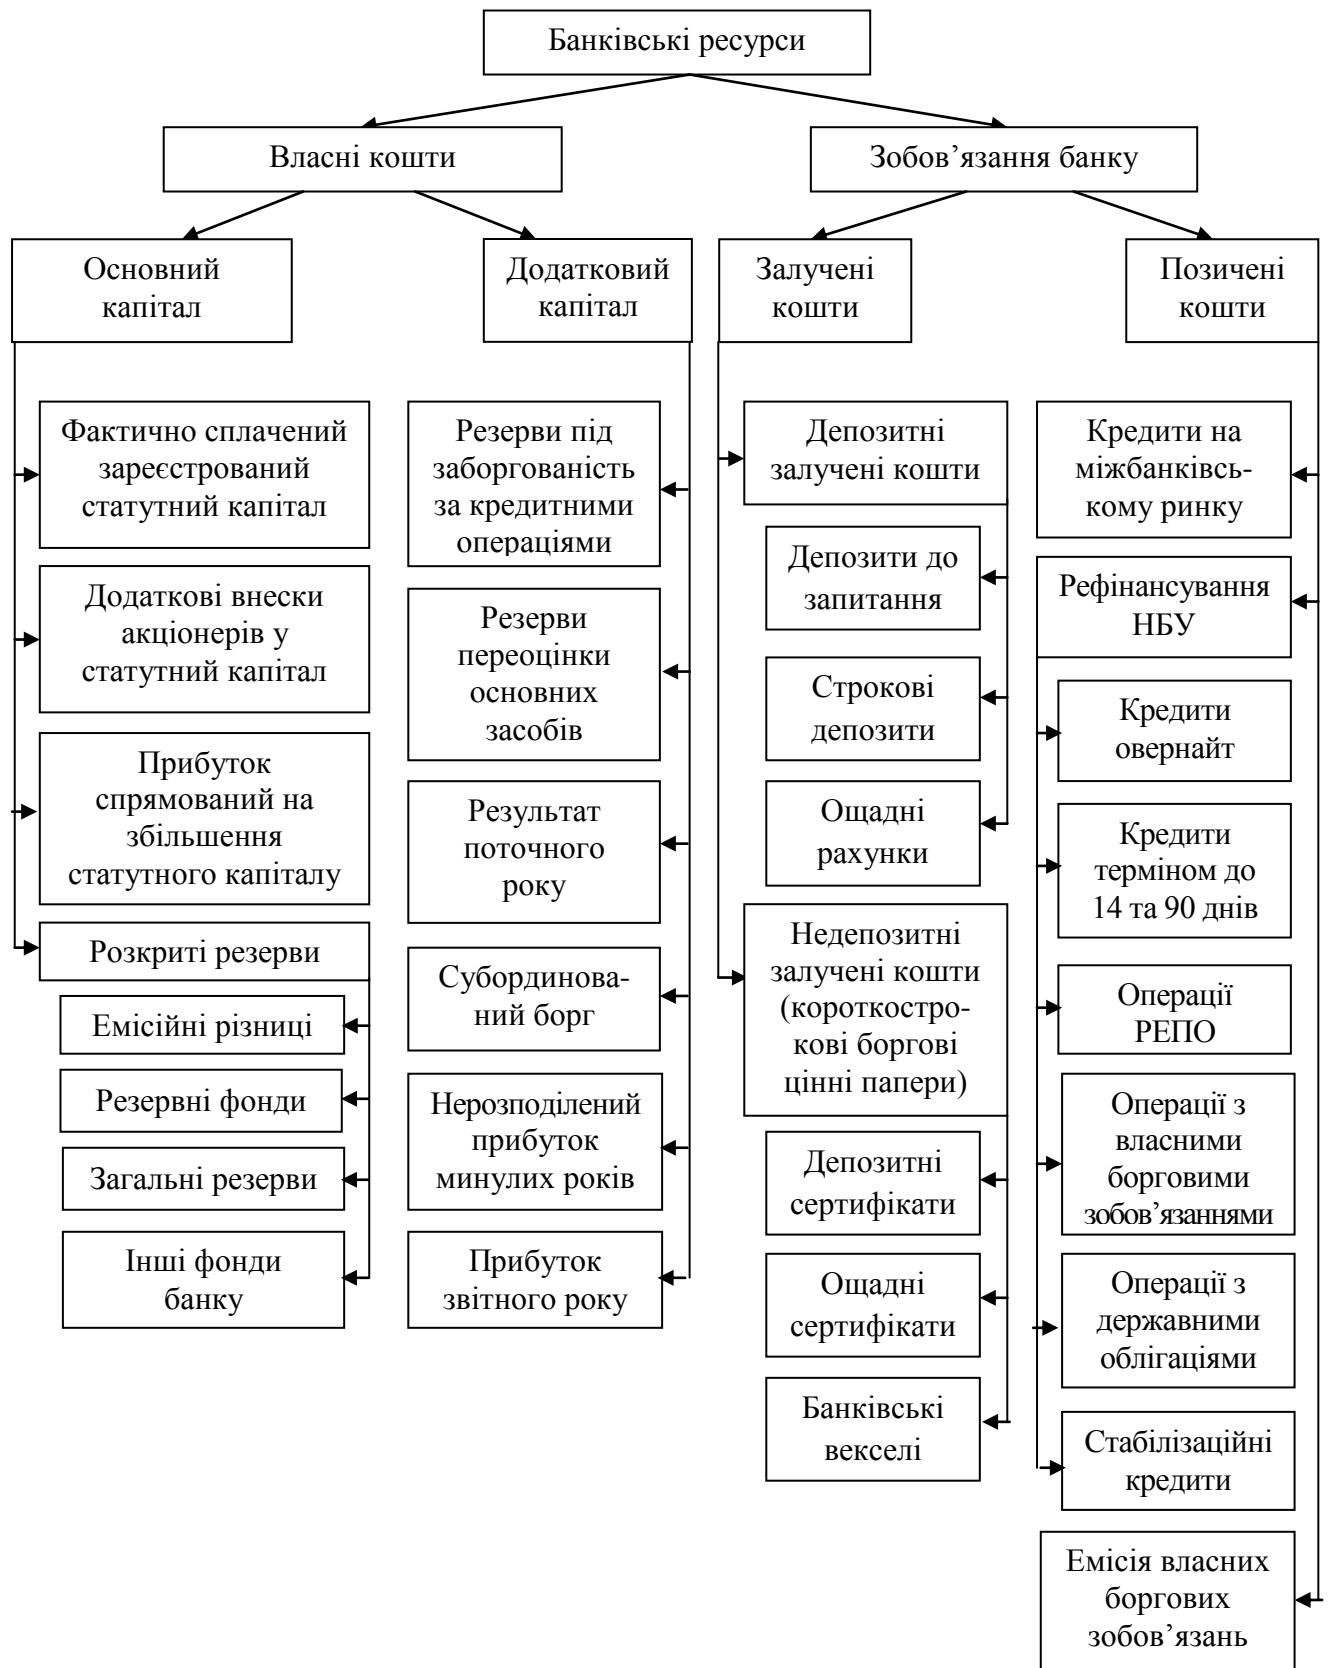 Банківські ресурси
Власні кошти
Зобов’язання банку
Основний
капітал
Додатковий
капітал
Залучені
кошти
Позичені
кошти
Фактично сплачений
зареєстрований
статутний капітал
Додаткові внески
акціонерів у
статутний капітал
Прибуток
спрямований на
збільшення
статутного капіталу
Розкриті резерви
Емісійні різниці
Резервні фонди
Загальні резерви
Інші фонди
банку
Резерви під
заборгованість
за кредитними
операціями
Резерви
переоцінки
основних
засобів
Результат
поточного
року
Субординова-
ний борг
Нерозподілений
прибуток
минулих років
Прибуток
звітного року
Депозитні
залучені кошти
Депозити до
запитання
Строкові
депозити
Ощадні
рахунки
Недепозитні
залучені кошти
(короткостро-
кові боргові
цінні папери)
Депозитні
сертифікати
Ощадні
сертифікати
Банківські
векселі
Кредити на
міжбанківсь-
кому ринку
Рефінансування
НБУ
Кредити
овернайт
Кредити
терміном до
14 та 90 днів
Операції
РЕПО
Операції з
власними
борговими
зобов’язаннями
Операції з
державними
облігаціями
Стабілізаційні
кредити
Емісія власних
боргових
зобов’язань